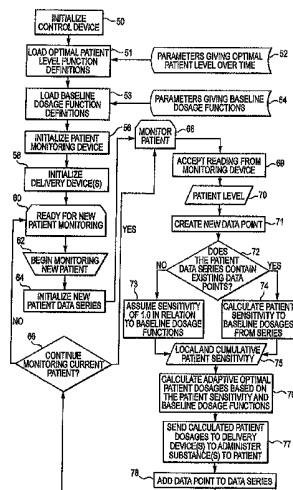 INITIALIZE
CONTROL DEVICE
50
LOAD OPTIMAL PATIENT
LEVEL FUNCTION
DEFINITIONS
51
PARAMETERS GIVING
OPTIMAL
PATIENT LEVEL OVER TIME
52
LOAD BASELINE
DOSAGE FUNCTION
DEFINITIONS
53
PARAMETERS GIVING
BASELINE DOSAGE
FUNCTIONS
54
INITIALIZE PATIENT
MONITORING DEVICE
56
INITIALIZE
DELIVERY DEVICE(S)
58
READY FOR NEW
PATIENT MONITORING
60
BEGIN MONITORING
NEW PATIENT
62
INITIALIZE NEW
PATIENT DATA SERIES
64
CONTINUE
MONITORING CURRENT
PATIENT?
66
NO
YES
MONITOR
PATIENT
68
ACCEPT READING FROM
MONITORING DEVICE
69
PATIENT LEVEL
70
CREATE NEW DATA POINT
71
DOES
THE PATIENT
DATA SERIES CONTAIN
EXISTING DATA
POINTS?
72
NO
YES
73
ASSUME SENSITIVITY
OF 1.0 IN RELATION
TO BASELINE DOSAGE
FUNCTIONS
74
CALCULATE PATIENT
SENSITIVITY TO
BASELINE DOSAGES
FROM SERIES
LOCAL AND CUMULATIVE
PATIENT SENSITIVITY
75
CALCULATE ADAPTIVE OPTIMAL
PATIENT DOSAGES BASED ON
THE PATIENT SENSITIVITY AND
BASELINE DOSAGE FUNCTIONS
76
SEND CALCULATED PATIENT
DOSAGES TO DELIVERY
DEVICE(S) TO ADMINISTER
SUBSTANCE(S) TO PATIENT
77
78
ADD DATA POINT TO DATA SERIES